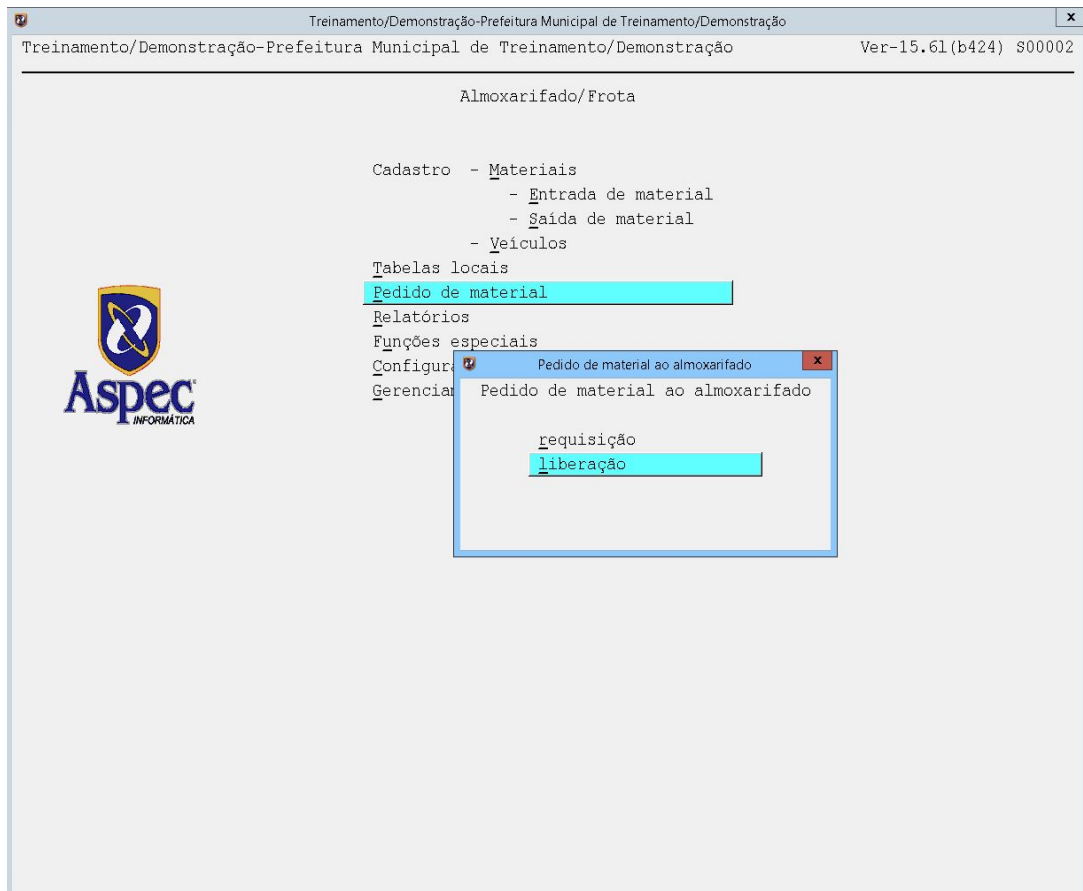 Treinamento/Demonstração-Prefeitura Municipal de Treinamento/Demonstração x
Treinamento/Demonstração-Prefeitura Municipal de Treinamento/Demonstração Ver-15.6l(b424) S00002
Almoxarifado/Frota
Cadastro - Materiais
- Entrada de material
- Saída de material
- Veículos
Tabelas locais
Pedido de material
Relatórios
Funções especiais
Configura
Gerencia
Aspec
INFORMÁTICA
Pedido de material ao almoxarifado x
Pedido de material ao almoxarifado
requisição
liberação